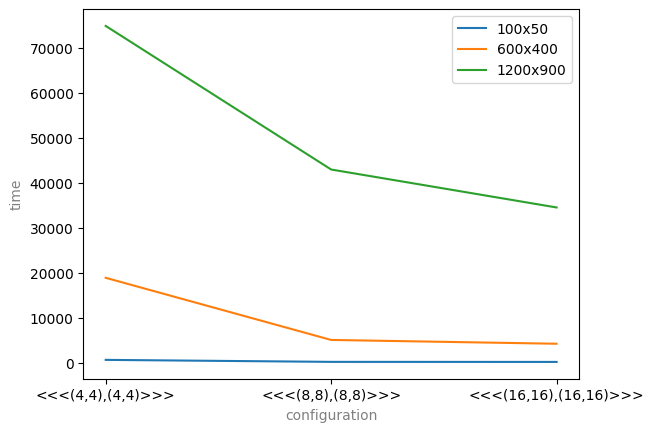 100x50
600x400
1200x900
70000
60000
50000
40000
30000
20000
10000
0
time
<<<(4,4),(4,4)>>> <<<(8,8),(8,8)>>> <<<(16,16),(16,16)>>>
configuration